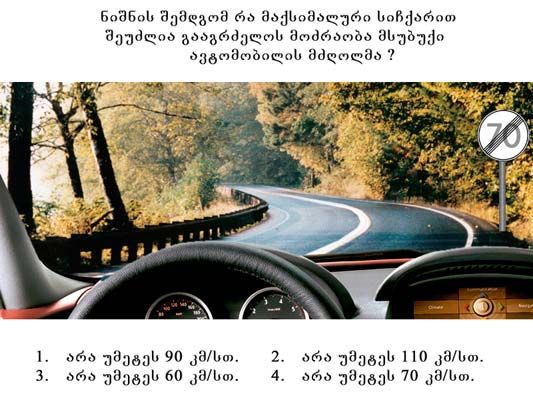 ნიშნის შემდგომ რა მაქსიმალური სიჩქარით
შეუძლია გააგრძელოს მოძრაობა მსუბუქი
ავტომობილის მძღოლმა ?
70
1. არა უმეტეს 90 კმ/სთ. 2. არა უმეტეს 110 კმ/სთ.
3. არა უმეტეს 60 კმ/სთ. 4. არა უმეტეს 70 კმ/სთ.